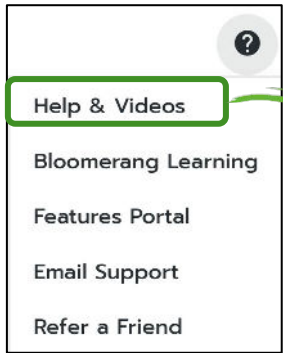 ?
Help & Videos
Bloomerang Learning
Features Portal
Email Support
Refer a Friend